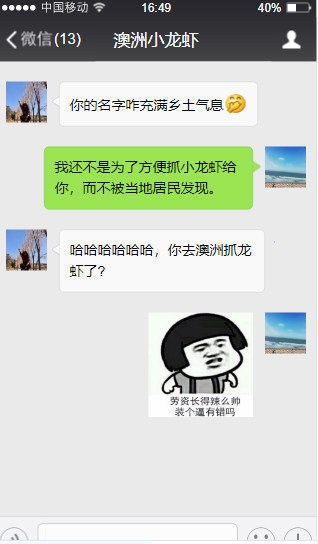 中国移动 16:49 40%
微信(13) 澳洲小龙虾
你的名字咋充满乡土气息
我还不是为了方便抓小龙虾给
你，而不被当地居民发现。
哈哈哈哈哈哈，你去澳洲抓龙
虾了？
劳资长得辣么帅
装个逼有错吗